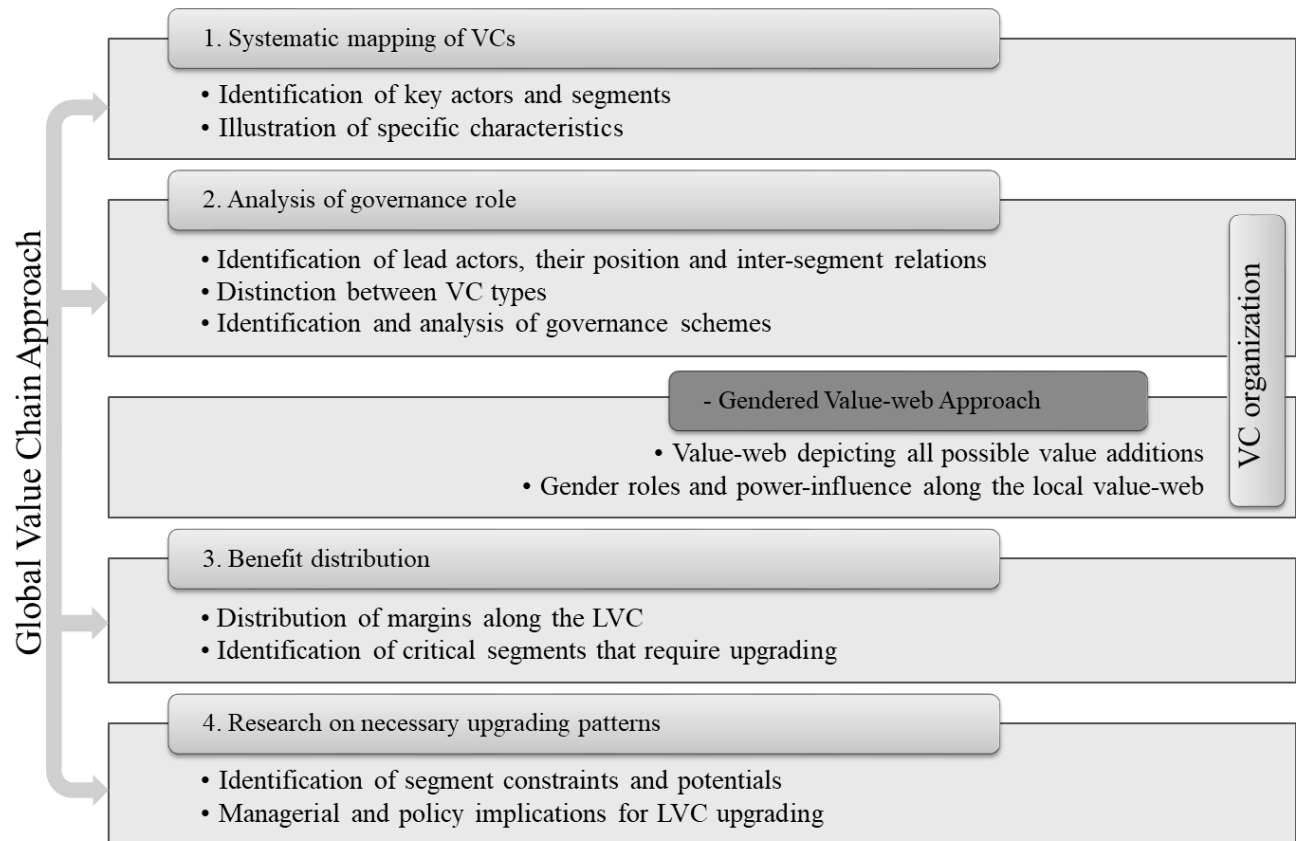 Global Value Chain Approach
1. Systematic mapping of VCs
• Identification of key actors and segments
• Illustration of specific characteristics
2. Analysis of governance role
• Identification of lead actors, their position and inter-segment relations
• Distinction between VC types
• Identification and analysis of governance schemes
VC organization
- Gendered Value-web Approach
• Value-web depicting all possible value additions
• Gender roles and power-influence along the local value-web
3. Benefit distribution
• Distribution of margins along the LVC
• Identification of critical segments that require upgrading
4. Research on necessary upgrading patterns
• Identification of segment constraints and potentials
• Managerial and policy implications for LVC upgrading